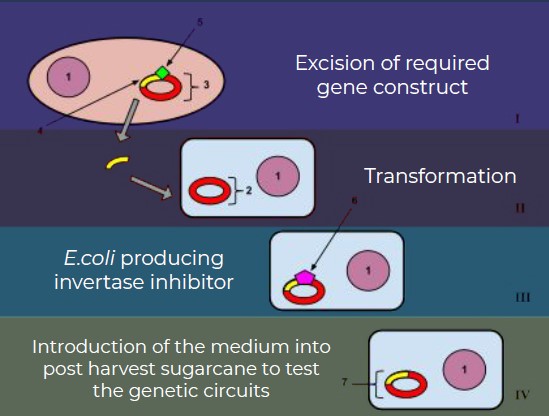 5
1
3
Excision of required
gene construct
4
I
Transformation
2
1
II
6
E.coli producing
invertase inhibitor
1
III
Introduction of the medium into
post harvest sugarcane to test
the genetic circuits
7
1
IV